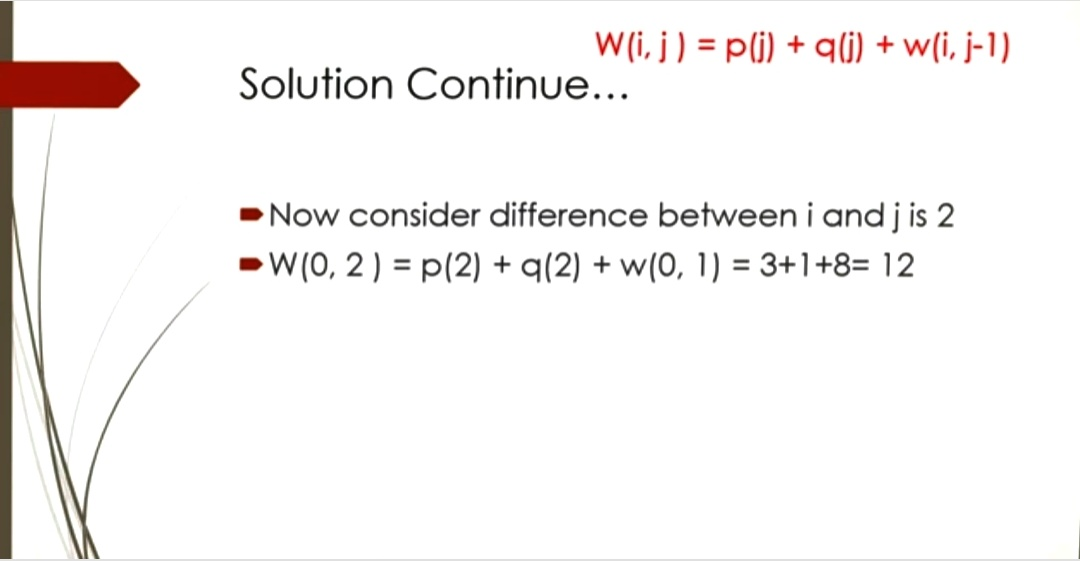 W(i, j ) = p(j) + q(j) + w(i, j-1)
Solution Continue...
Now consider difference between i and j is 2
W(0, 2 ) = p(2) + q(2) + w(0, 1) = 3+1+8= 12